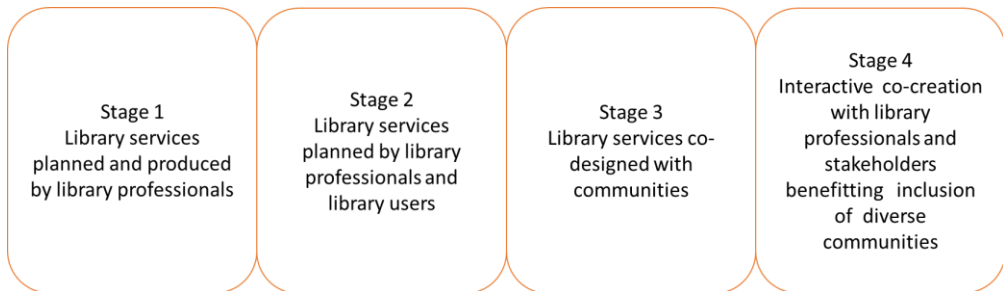 Stage 1
Library services
planned and produced
by library professionals
Stage 2
Library services
planned by library
professionals and
library users
Stage 3
Library services co-
designed with
communities
Stage 4
Interactive co-creation
with library
professionals and
stakeholders
benefitting inclusion
of diverse
communities